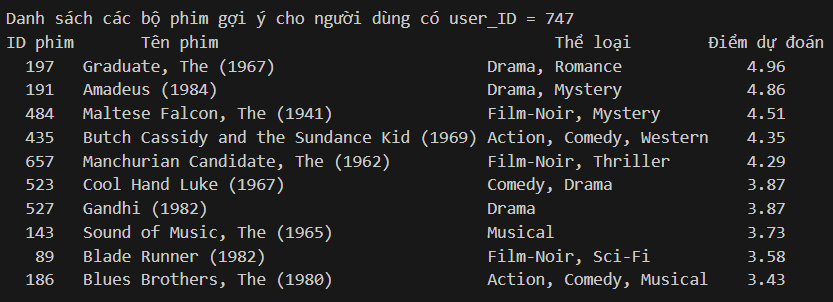 Danh sách các bộ phim gợi ý cho người dùng có user_ID = 747
ID phim Tên phim Thể loại Điểm dự đoán
197 Graduate, The (1967) Drama, Romance 4.96
191 Amadeus (1984) Drama, Mystery 4.86
484 Maltese Falcon, The (1941) Film-Noir, Mystery 4.51
435 Butch Cassidy and the Sundance Kid (1969) Action, Comedy, Western 4.35
657 Manchurian Candidate, The (1962) Film-Noir, Thriller 4.29
523 Cool Hand Luke (1967) Comedy, Drama 3.87
527 Gandhi (1982) Drama 3.87
143 Sound of Music, The (1965) Musical 3.73
89 Blade Runner (1982) Film-Noir, Sci-Fi 3.58
186 Blues Brothers, The (1980) Action, Comedy, Musical 3.43